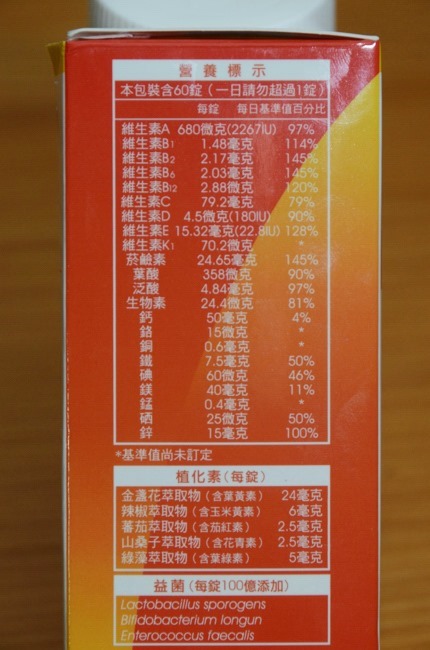 營養標示
本包裝含60錠（一日請勿超過1錠）
每錠 每日基準值百分比
維生素A 680微克(2267IU) 97%
維生素B1 1.48毫克 114%
維生素B2 2.17毫克 145%
維生素B6 2.03毫克 145%
維生素B12 2.88微克 120%
維生素C 79.2毫克 79%
維生素D 4.5微克(180IU) 90%
維生素E 15.32毫克(22.8IU) 128%
維生素K1 70.2微克 *
菸鹼素 24.65毫克 145%
葉酸 358微克 90%
泛酸 4.84毫克 97%
生物素 24.4微克 81%
鈣 50毫克 4%
鉻 15微克 *
銅 0.6毫克 *
鐵 7.5毫克 50%
碘 60微克 46%
鎂 40毫克 11%
錳 0.4毫克 *
硒 25微克 50%
鋅 15毫克 100%
*基準值尚未訂定
植化素（每錠）
金盞花萃取物（含葉黃素） 24毫克
辣椒萃取物（含玉米黃素） 6毫克
蕃茄萃取物（含茄紅素） 2.5毫克
山桑子萃取物（含花青素） 2.5毫克
綠藻萃取物（含葉綠素） 5毫克
益菌（每錠100億添加）
Lactobacillus sporogens
Bifidobacterium longun
Enterococcus faecalis